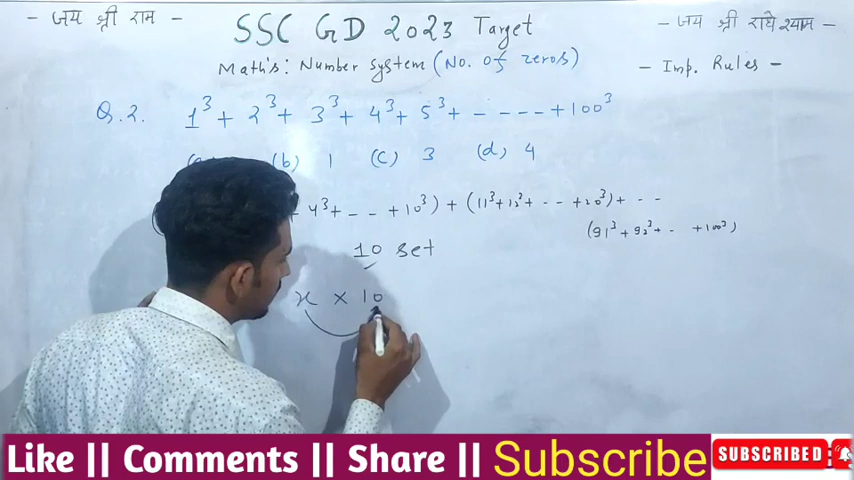 - जय श्री राम -
SSC GD 2023 Target
- जय श्री राधे श्याम -
Math's: Number System (No. of zeros)
- Imp. Rules -
Q.2. 1³ + 2³ + 3³ + 4³ + 5³ + - - - - + 100³
(b) 1 (c) 3 (d) 4
4³ + - - + 10³) + (11³ + 12³ + - - + 20³) + - -
(91³ + 92³ + - - + 100³)
10 set
x × 10
Like || Comments || Share || Subscribe
SUBSCRIBED